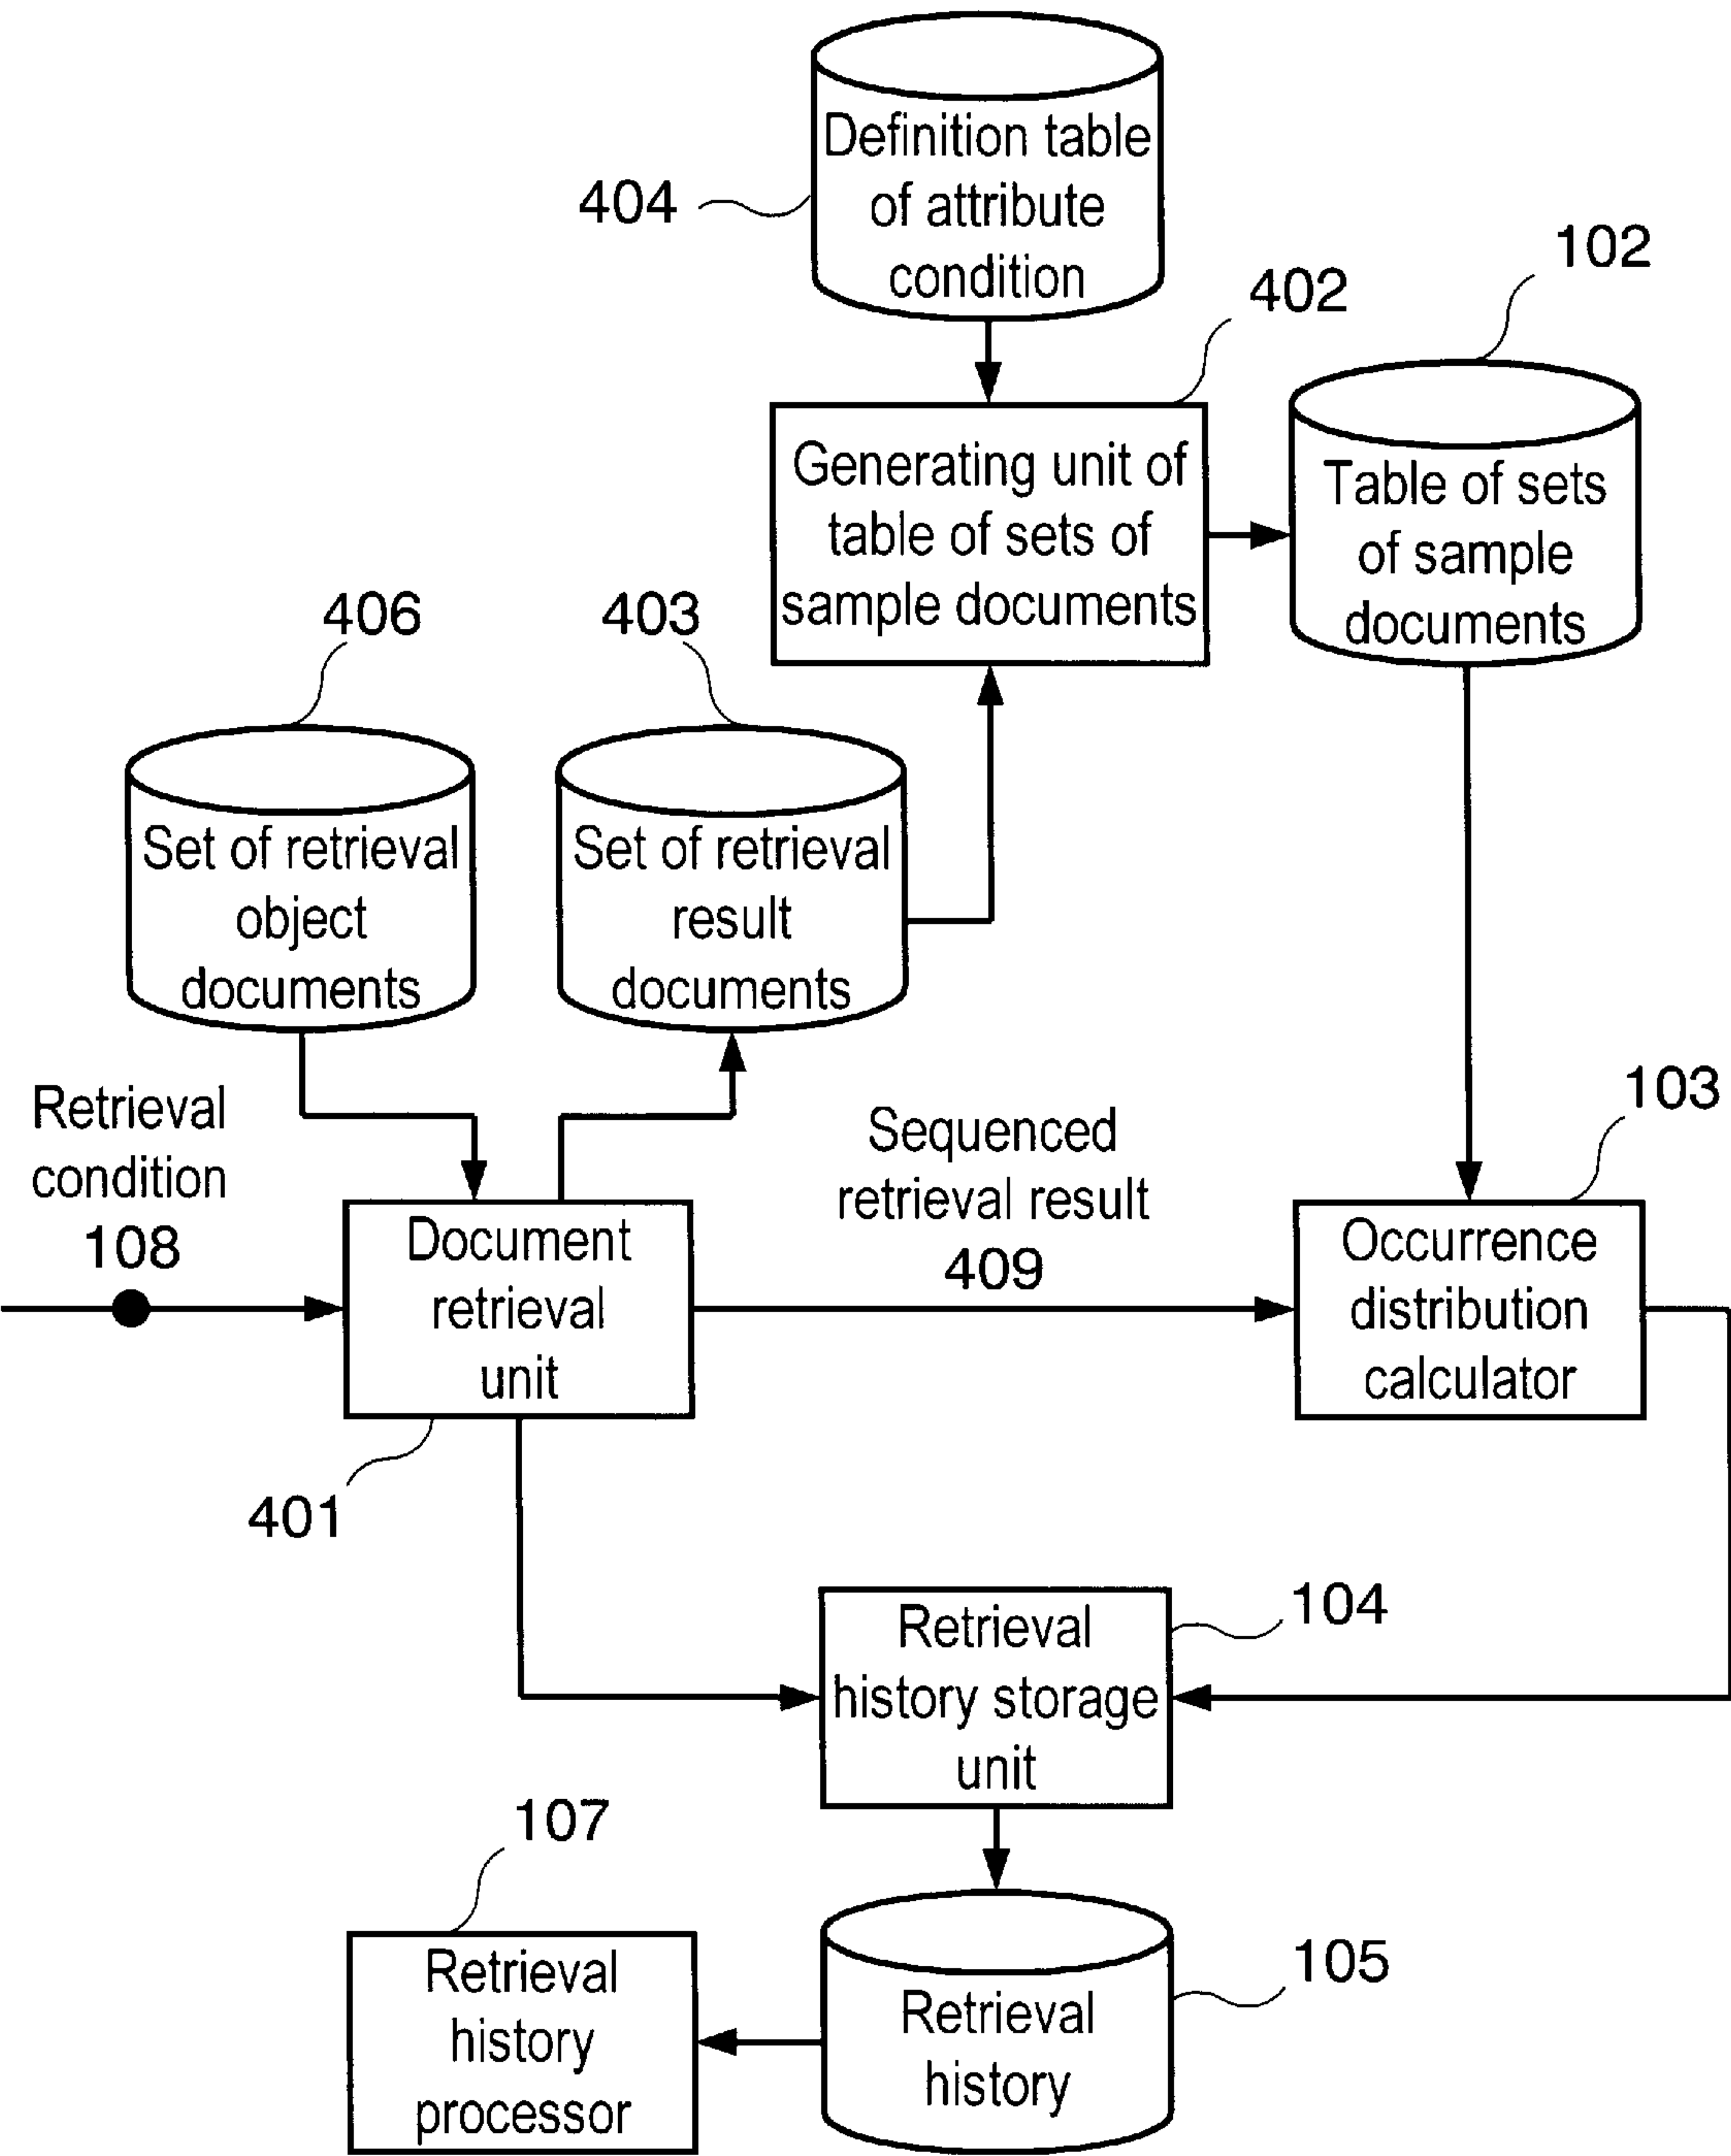 Definition table
of attribute
condition
404
102
402
Generating unit of
table of sets of
sample documents
Table of sets
of sample
documents
406
403
Set of retrieval
object
documents
Set of retrieval
result
documents
Retrieval
condition
108
Sequenced
retrieval result
409
103
Document
retrieval
unit
Occurrence
distribution
calculator
401
Retrieval
history storage
unit
104
107
Retrieval
history
processor
Retrieval
history
105